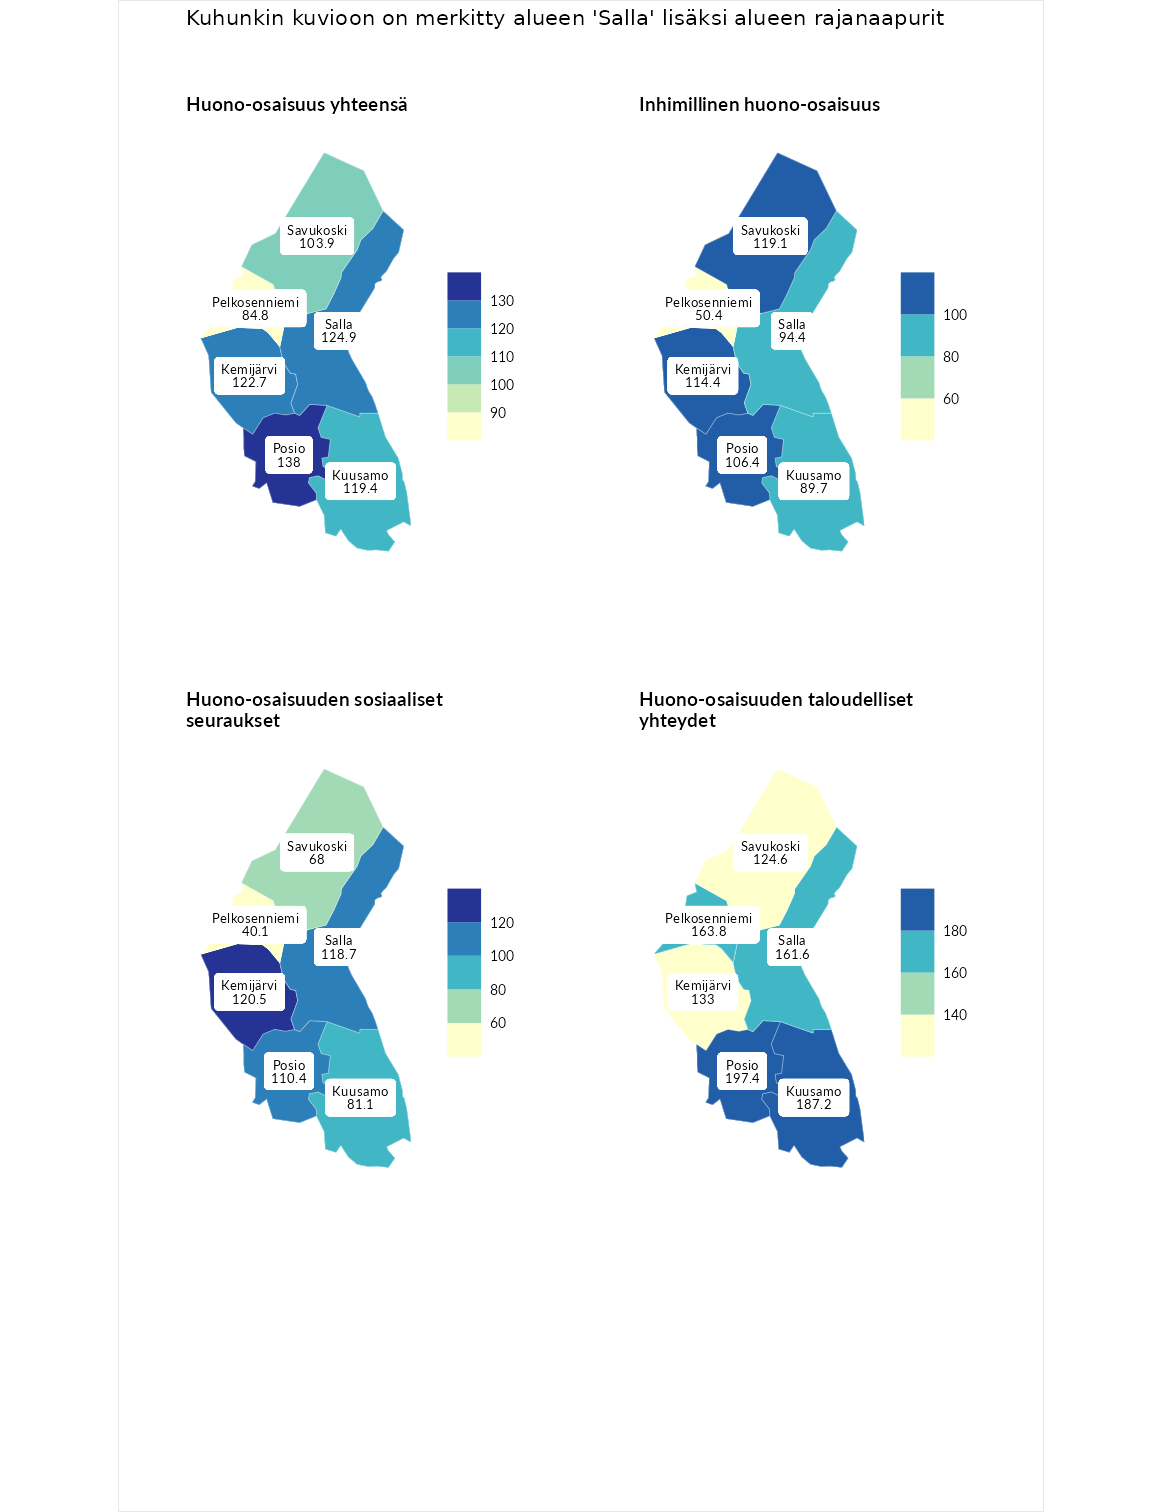 Kuhunkin kuvioon on merkitty alueen 'Salla' lisäksi alueen rajanaapurit
Huono-osaisuus yhteensä
Savukoski
103.9
Pelkosenniemi
84.8
Salla
124.9
Kemijärvi
122.7
Posio
138
Kuusamo
119.4
130
120
110
100
90
Inhimillinen huono-osaisuus
Savukoski
119.1
Pelkosenniemi
50.4
Salla
94.4
Kemijärvi
114.4
Posio
106.4
Kuusamo
89.7
100
80
60
Huono-osaisuuden sosiaaliset
seuraukset
Savukoski
68
Pelkosenniemi
40.1
Salla
118.7
Kemijärvi
120.5
Posio
110.4
Kuusamo
81.1
120
100
80
60
Huono-osaisuuden taloudelliset
yhteydet
Savukoski
124.6
Pelkosenniemi
163.8
Salla
161.6
Kemijärvi
133
Posio
197.4
Kuusamo
187.2
180
160
140